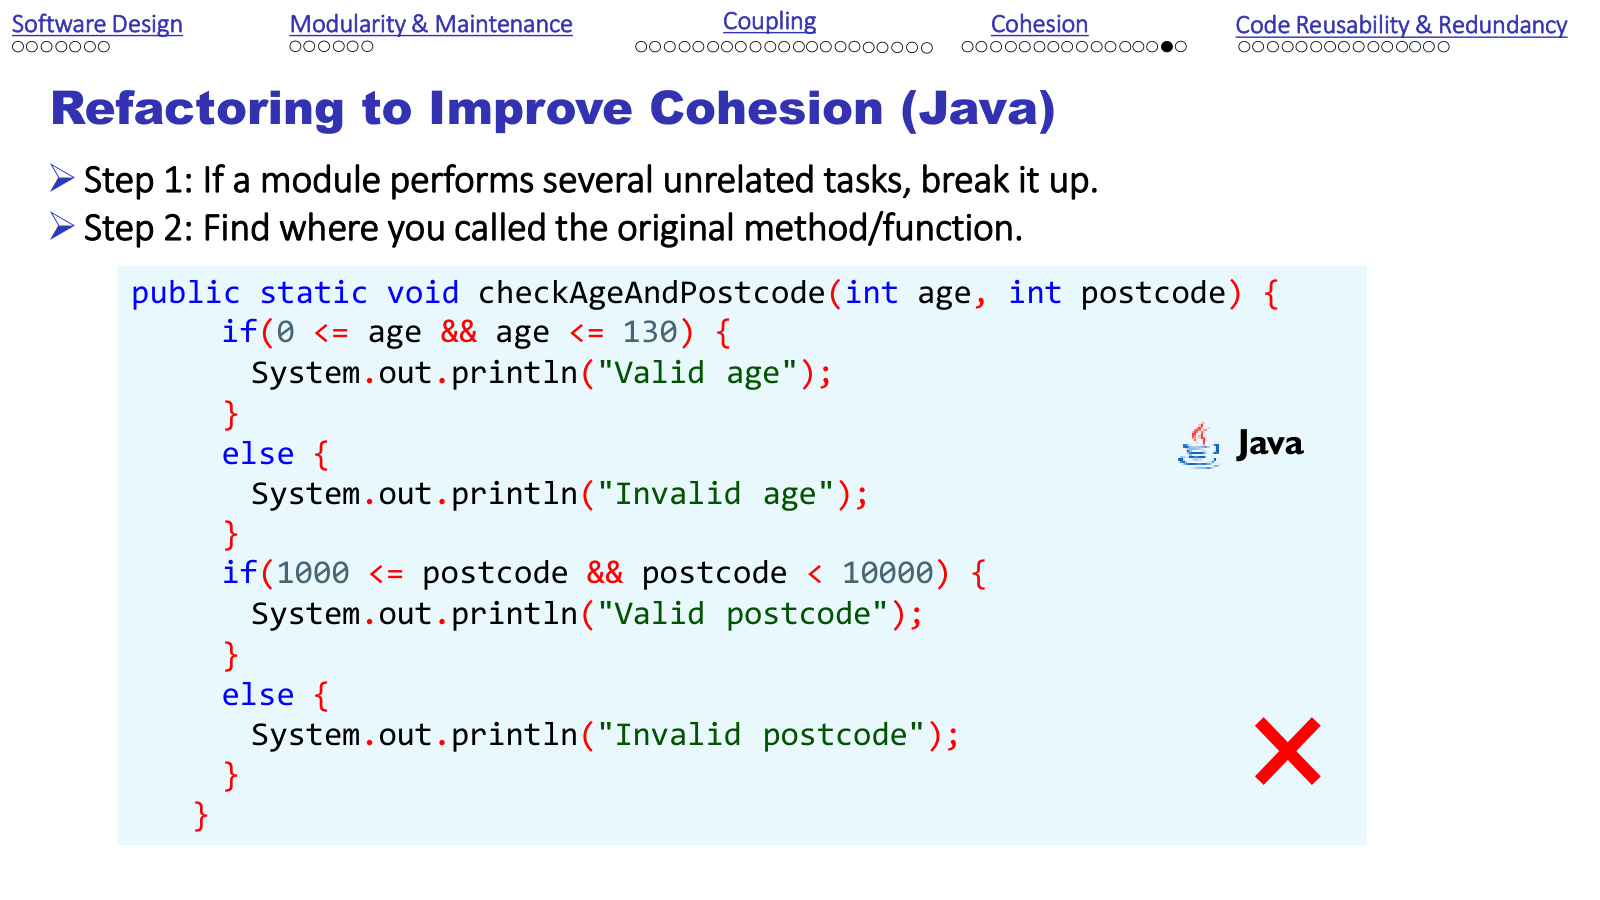 Software Design
Modularity & Maintenance
Coupling
Cohesion
Code Reusability & Redundancy
Refactoring to Improve Cohesion (Java)
Step 1: If a module performs several unrelated tasks, break it up.
Step 2: Find where you called the original method/function.
public static void checkAgeAndPostcode(int age, int postcode) {
if(0 <= age && age <= 130) {
System.out.println("Valid age");
}
else {
System.out.println("Invalid age");
}
if(1000 <= postcode && postcode < 10000) {
System.out.println("Valid postcode");
}
else {
System.out.println("Invalid postcode");
}
}
Java